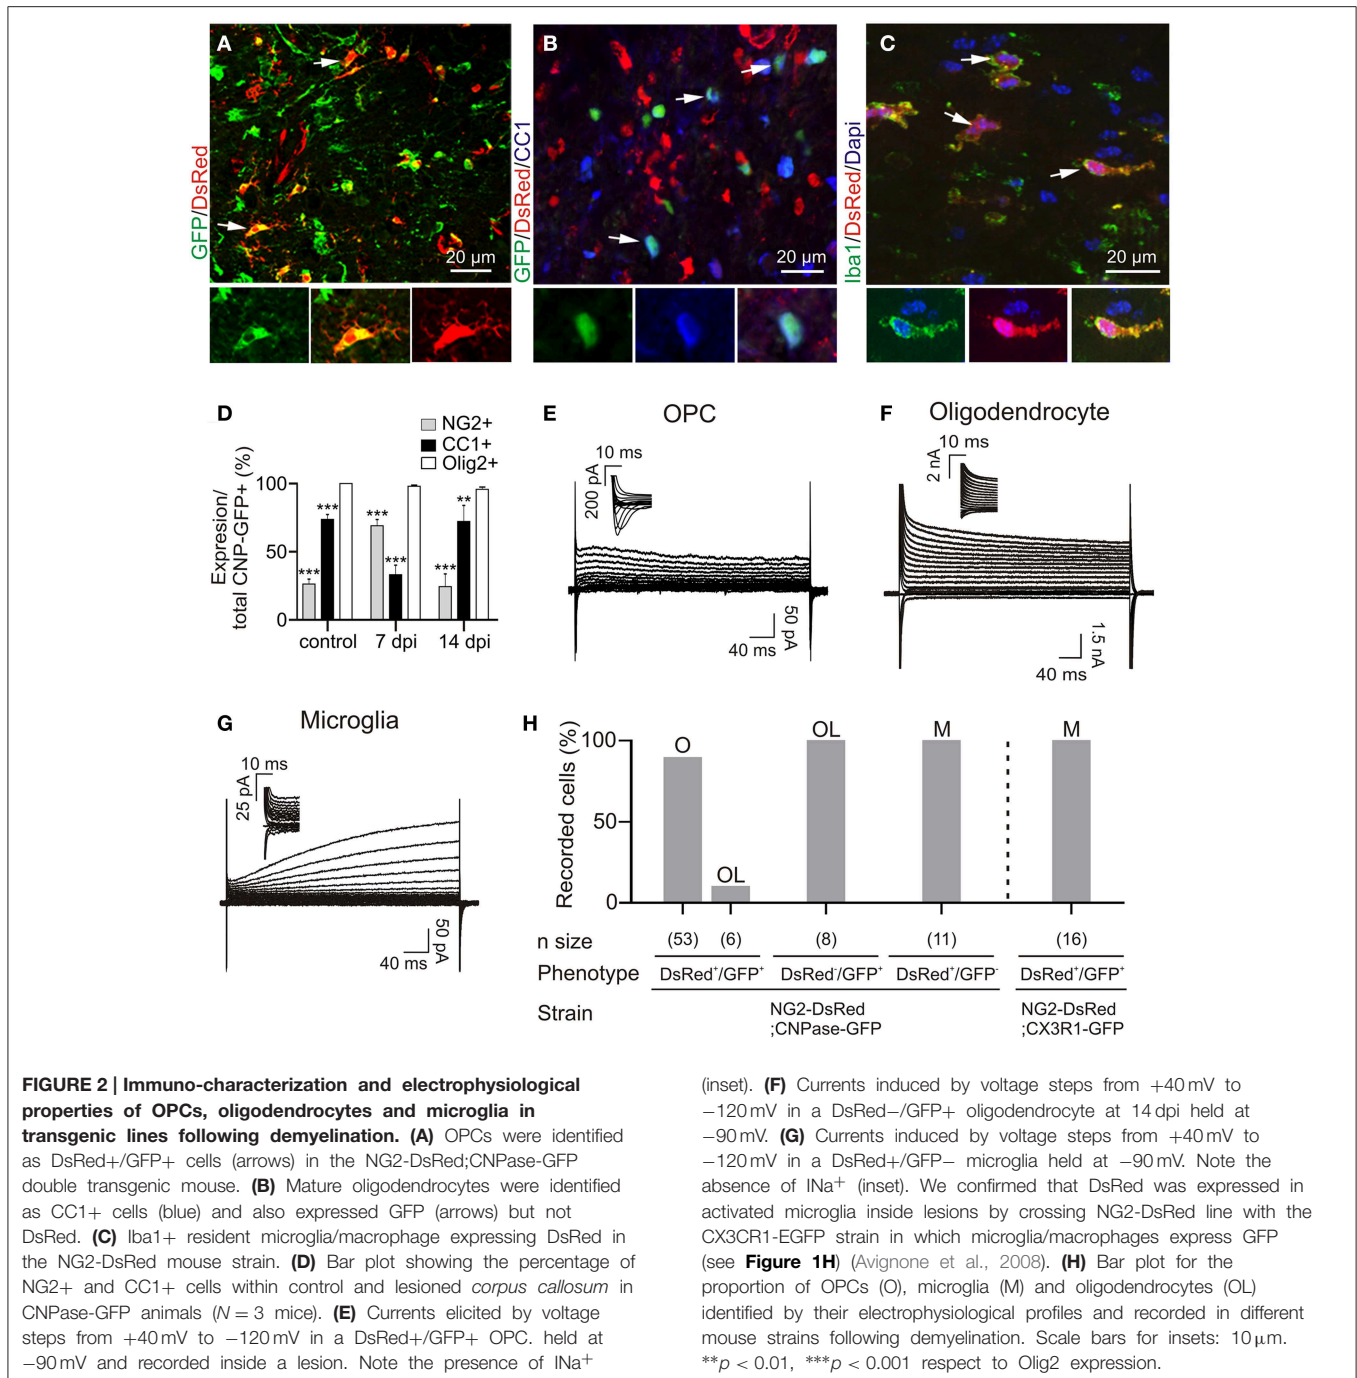 A
B
C
GFP/DsRed
GFP/DsRed/CC1
Iba1/DsRed/Dapi
20 µm
20 µm
20 µm
D
NG2+
CC1+
Olig2+
Expresion/
total CNP-GFP+ (%)
100
50
0
***
***
***
***
***
**
control
7 dpi
14 dpi
E
OPC
10 ms
200 pA
50 pA
40 ms
F
Oligodendrocyte
10 ms
2 nA
1.5 nA
40 ms
G
Microglia
10 ms
25 pA
50 pA
40 ms
H
Recorded cells (%)
100
50
0
O
OL
OL
M
M
n size
(53) (6) (8) (11) (16)
Phenotype
DsRed⁺/GFP⁺ DsRed⁻/GFP⁺ DsRed⁺/GFP⁻ DsRed⁺/GFP⁺
Strain
NG2-DsRed
;CNPase-GFP
NG2-DsRed
;CX3R1-GFP
FIGURE 2 | Immuno-characterization and electrophysiological
properties of OPCs, oligodendrocytes and microglia in
transgenic lines following demyelination. (A) OPCs were identified
as DsRed+/GFP+ cells (arrows) in the NG2-DsRed;CNPase-GFP
double transgenic mouse. (B) Mature oligodendrocytes were identified
as CC1+ cells (blue) and also expressed GFP (arrows) but not
DsRed. (C) Iba1+ resident microglia/macrophage expressing DsRed in
the NG2-DsRed mouse strain. (D) Bar plot showing the percentage of
NG2+ and CC1+ cells within control and lesioned corpus callosum in
CNPase-GFP animals (N = 3 mice). (E) Currents elicited by voltage
steps from +40 mV to −120 mV in a DsRed+/GFP+ OPC. held at
−90 mV and recorded inside a lesion. Note the presence of INa⁺
(inset). (F) Currents induced by voltage steps from +40 mV to
−120 mV in a DsRed−/GFP+ oligodendrocyte at 14 dpi held at
−90 mV. (G) Currents induced by voltage steps from +40 mV to
−120 mV in a DsRed+/GFP− microglia held at −90 mV. Note the
absence of INa⁺ (inset). We confirmed that DsRed was expressed in
activated microglia inside lesions by crossing NG2-DsRed line with the
CX3CR1-EGFP strain in which microglia/macrophages express GFP
(see Figure 1H) (Avignone et al., 2008). (H) Bar plot for the
proportion of OPCs (O), microglia (M) and oligodendrocytes (OL)
identified by their electrophysiological profiles and recorded in different
mouse strains following demyelination. Scale bars for insets: 10 µm.
**p < 0.01, ***p < 0.001 respect to Olig2 expression.